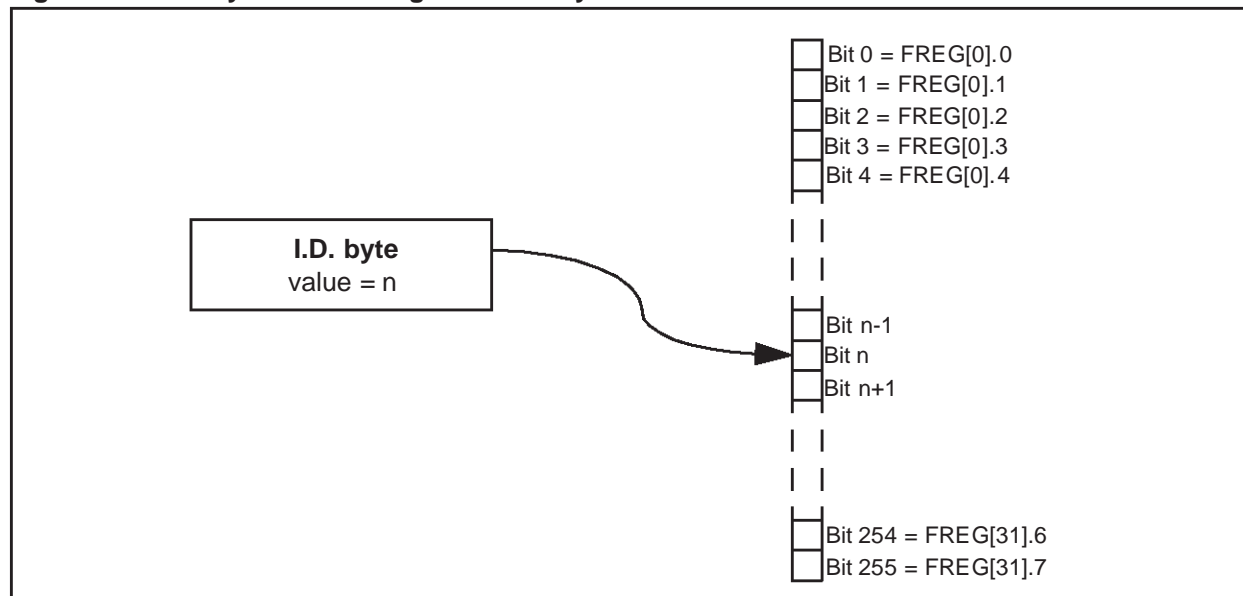 Bit 0 = FREG[0].0
Bit 1 = FREG[0].1
Bit 2 = FREG[0].2
Bit 3 = FREG[0].3
Bit 4 = FREG[0].4
I.D. byte
value = n
Bit n-1
Bit n
Bit n+1
Bit 254 = FREG[31].6
Bit 255 = FREG[31].7